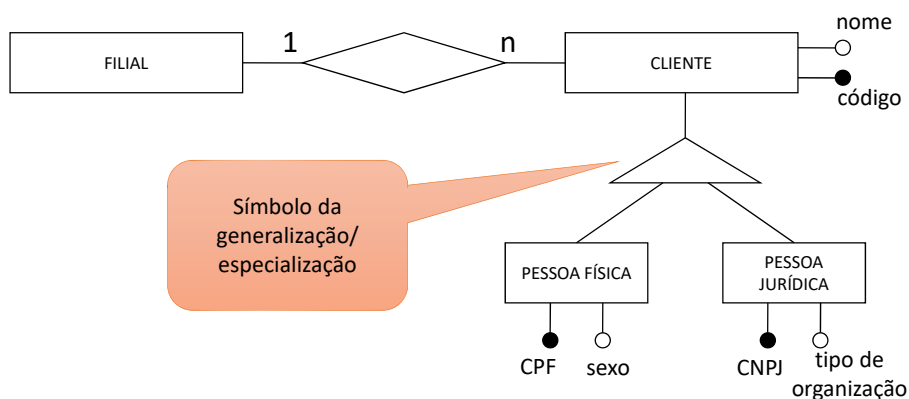 nome
FILIAL
1
n
CLIENTE
código
Símbolo da
generalização/
especialização
PESSOA FÍSICA
PESSOA
JURÍDICA
CPF
sexo
CNPJ
tipo de
organização